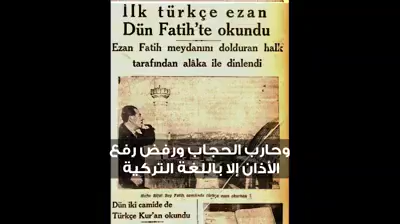 İlk türkçe ezan
Dün Fatih'te okundu
Ezan Fatih meydanını dolduran halk
tarafından alâka ile dinlendi
وحارب الحجاب ورفض رفع
الأذان إلا باللغة التركية
Dün iki camide de
Türkçe Kur'an okundu